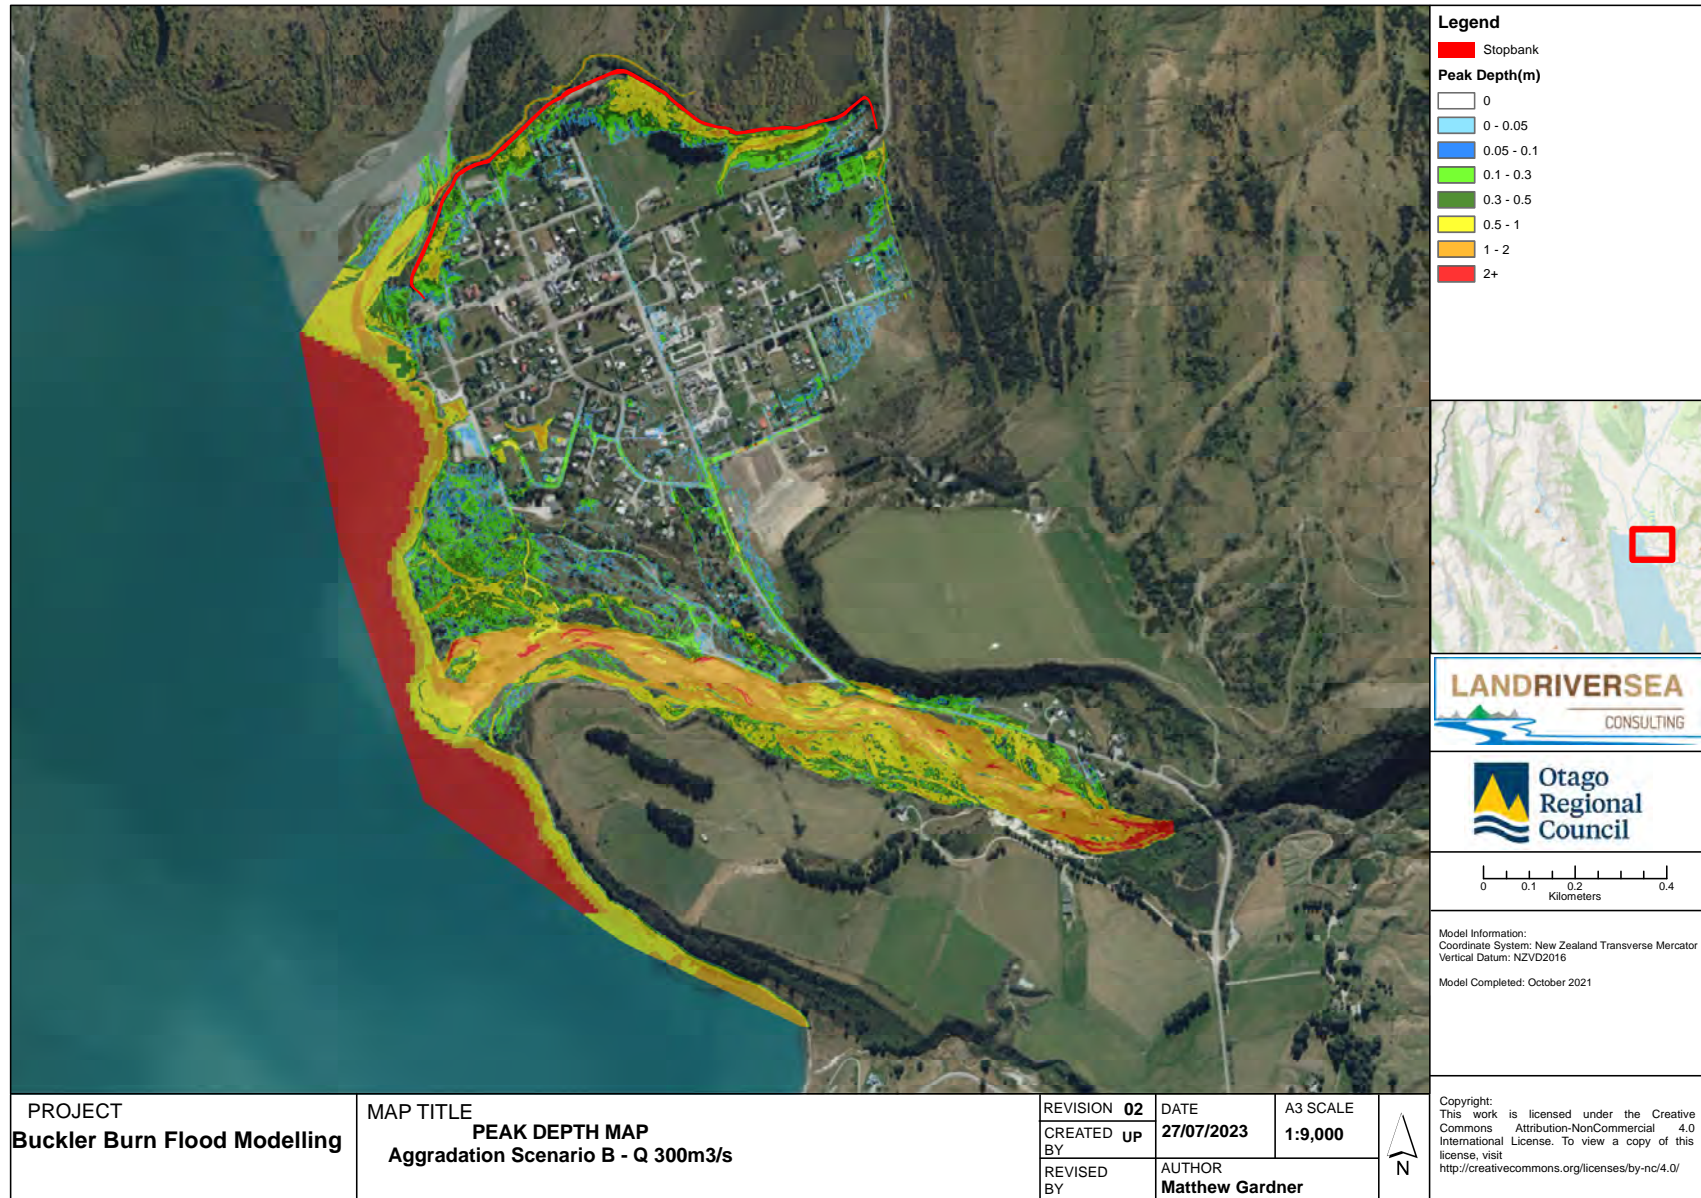 Legend
Stopbank
Peak Depth(m)
0
0 - 0.05
0.05 - 0.1
0.1 - 0.3
0.3 - 0.5
0.5 - 1
1 - 2
2+
LANDRIVERSEA
CONSULTING
Otago
Regional
Council
0 0.1 0.2 0.4
Kilometers
Model Information:
Coordinate System: New Zealand Transverse Mercator
Vertical Datum: NZVD2016
Model Completed: October 2021
Copyright:
This work is licensed under the Creative
Commons Attribution-NonCommercial 4.0
International License. To view a copy of this
license, visit
http://creativecommons.org/licenses/by-nc/4.0/
PROJECT
Buckler Burn Flood Modelling
MAP TITLE
PEAK DEPTH MAP
Aggradation Scenario B - Q 300m3/s
REVISION 02
CREATED BY UP
REVISED BY
DATE
27/07/2023
A3 SCALE
1:9,000
AUTHOR
Matthew Gardner
N